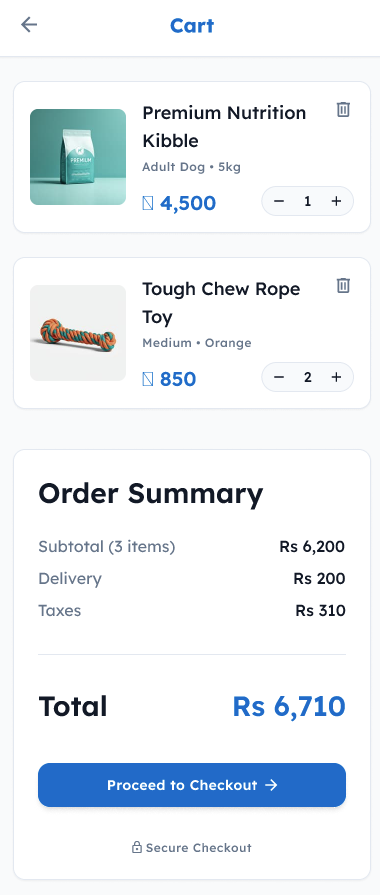 Cart
Premium Nutrition
Kibble
Adult Dog • 5kg
4,500
− 1 +
PREMIUM
Tough Chew Rope
Toy
Medium • Orange
850
− 2 +
Order Summary
Subtotal (3 items) Rs 6,200
Delivery Rs 200
Taxes Rs 310
Total Rs 6,710
Proceed to Checkout →
Secure Checkout